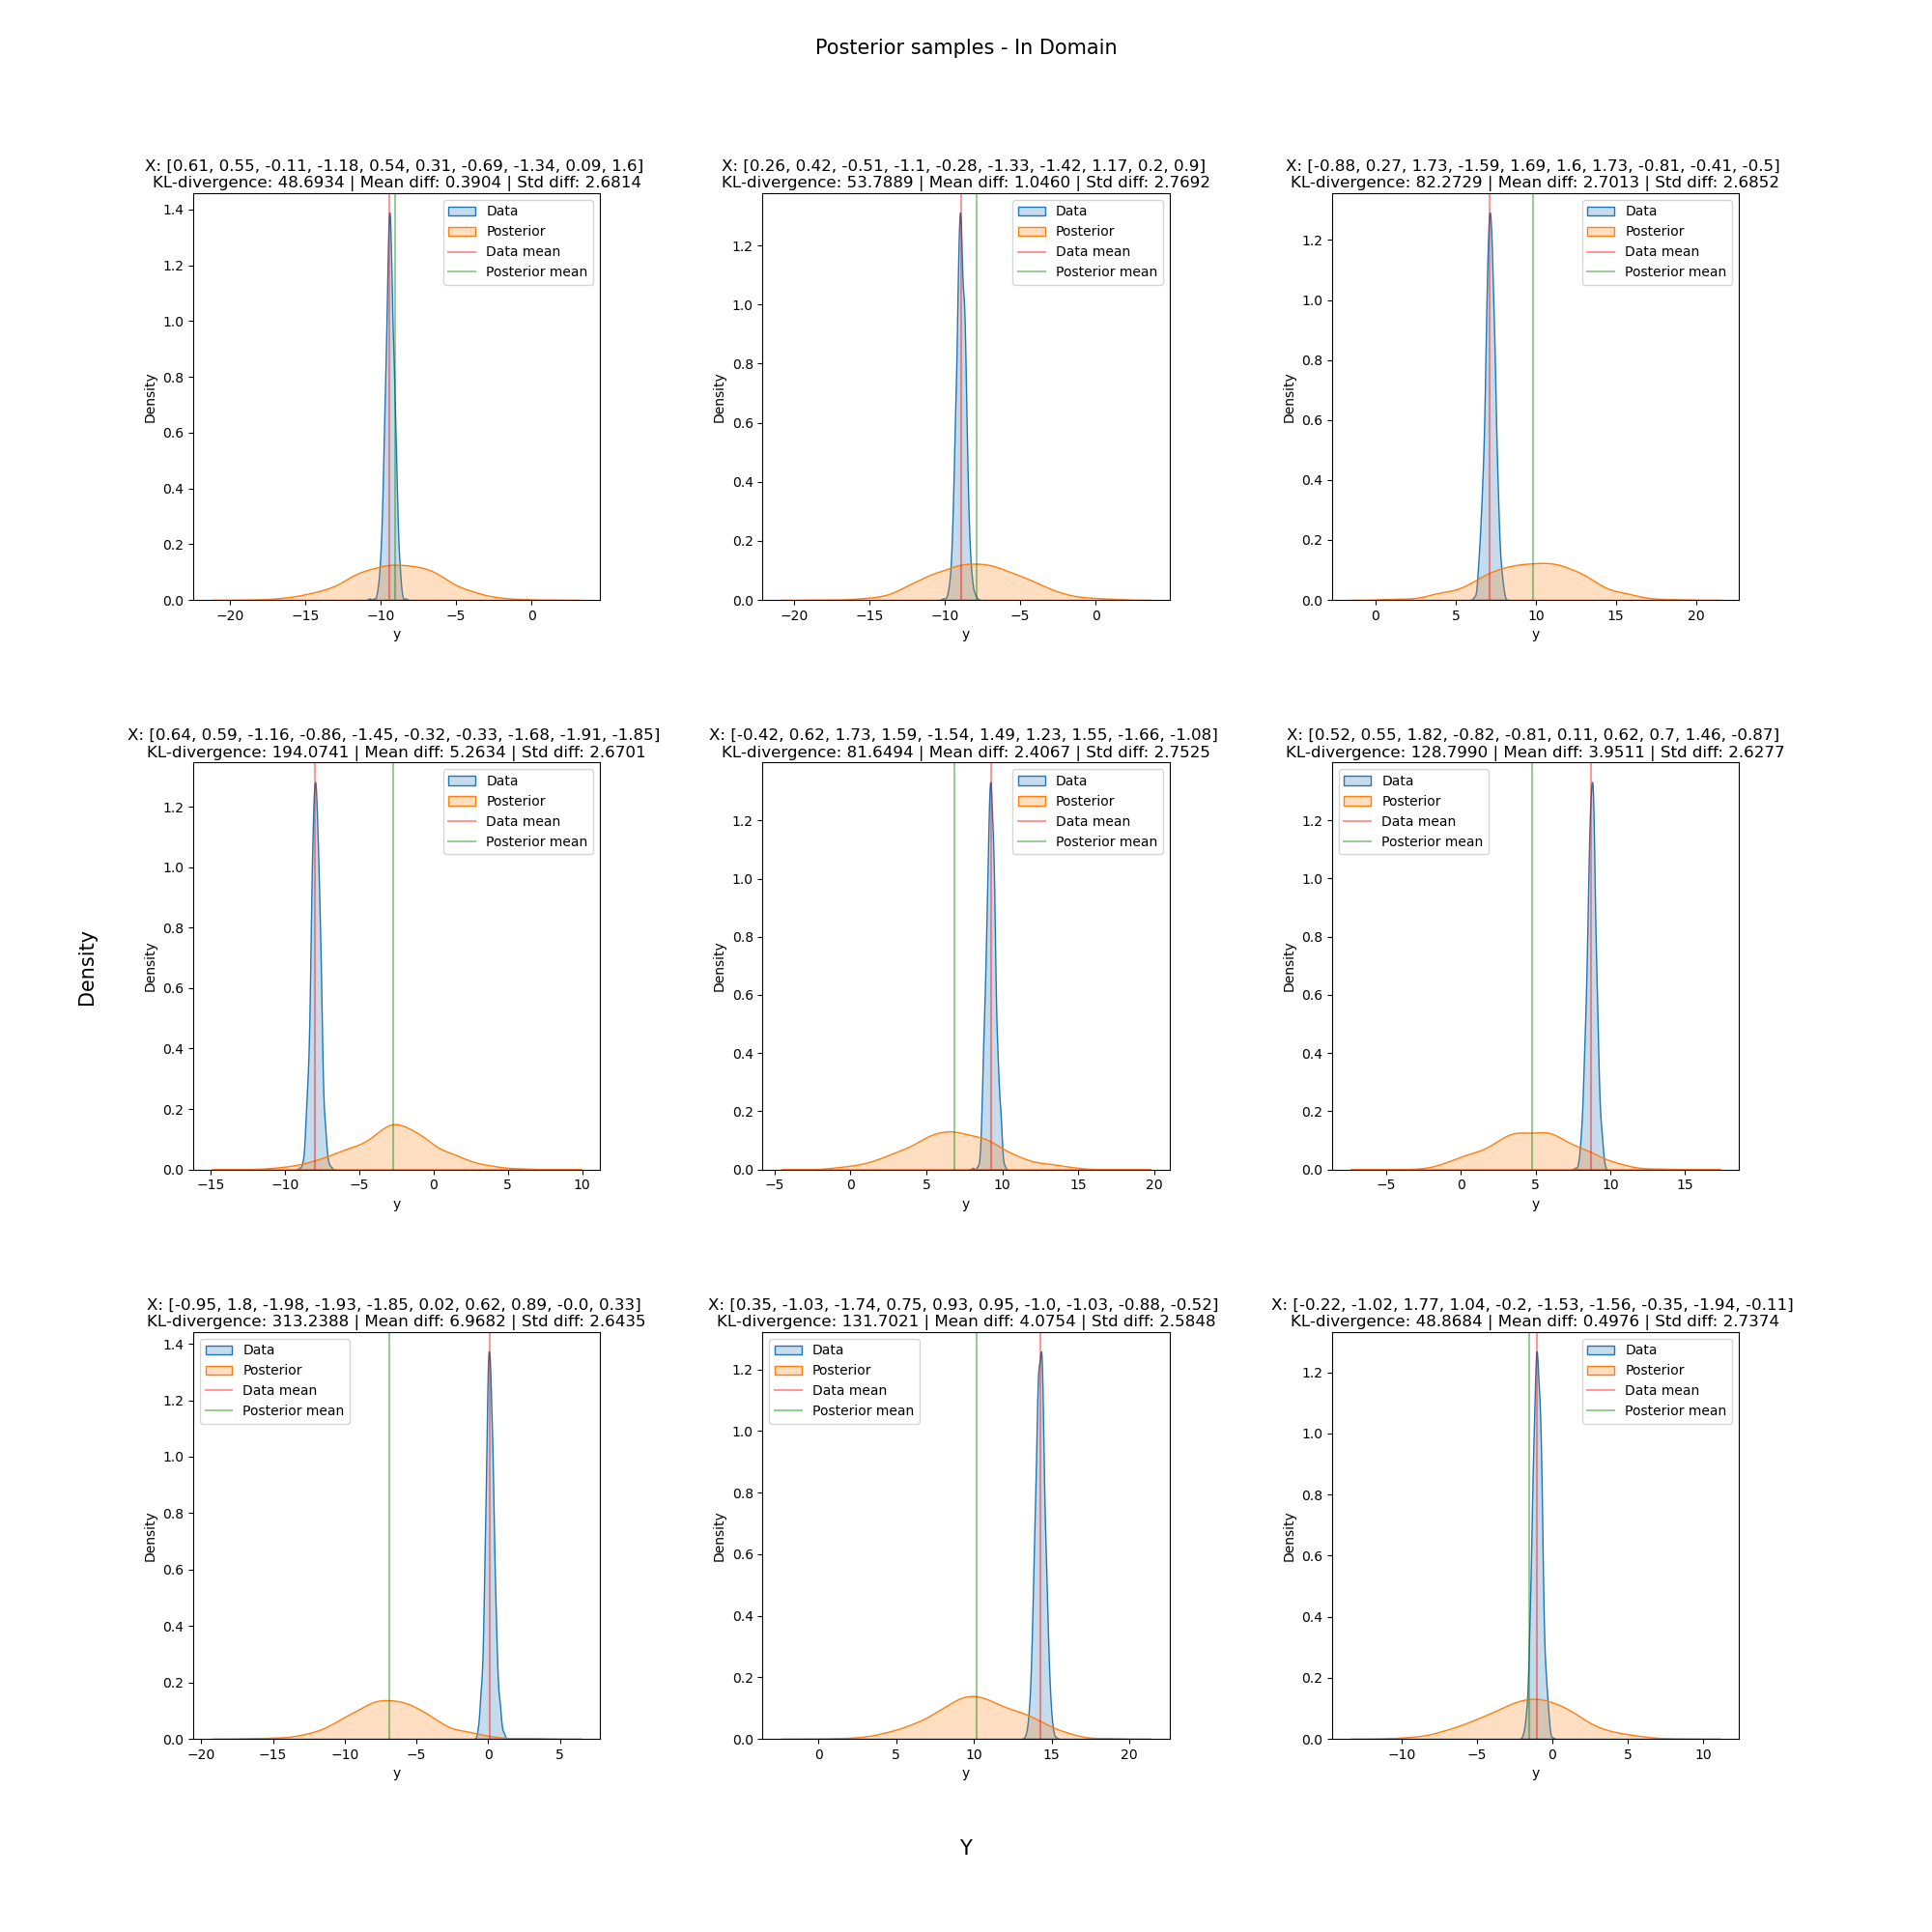 Posterior samples - In Domain
X: [0.61, 0.55, -0.11, -1.18, 0.54, 0.31, -0.69, -1.34, 0.09, 1.6]
KL-divergence: 48.6934 | Mean diff: 0.3904 | Std diff: 2.6814
1.4
1.2
1.0
0.8
0.6
0.4
0.2
0.0
Density
−20 −15 −10 −5 0
y
Data
Posterior
Data mean
Posterior mean
X: [0.26, 0.42, -0.51, -1.1, -0.28, -1.33, -1.42, 1.17, 0.2, 0.9]
KL-divergence: 53.7889 | Mean diff: 1.0460 | Std diff: 2.7692
1.2
1.0
0.8
0.6
0.4
0.2
0.0
Density
−20 −15 −10 −5 0
y
Data
Posterior
Data mean
Posterior mean
X: [-0.88, 0.27, 1.73, -1.59, 1.69, 1.6, 1.73, -0.81, -0.41, -0.5]
KL-divergence: 82.2729 | Mean diff: 2.7013 | Std diff: 2.6852
1.2
1.0
0.8
0.6
0.4
0.2
0.0
Density
0 5 10 15 20
y
Data
Posterior
Data mean
Posterior mean
Density
X: [0.64, 0.59, -1.16, -0.86, -1.45, -0.32, -0.33, -1.68, -1.91, -1.85]
KL-divergence: 194.0741 | Mean diff: 5.2634 | Std diff: 2.6701
1.2
1.0
0.8
0.6
0.4
0.2
0.0
Density
−15 −10 −5 0 5 10
y
Data
Posterior
Data mean
Posterior mean
X: [-0.42, 0.62, 1.73, 1.59, -1.54, 1.49, 1.23, 1.55, -1.66, -1.08]
KL-divergence: 81.6494 | Mean diff: 2.4067 | Std diff: 2.7525
1.2
1.0
0.8
0.6
0.4
0.2
0.0
Density
−5 0 5 10 15 20
y
Data
Posterior
Data mean
Posterior mean
X: [0.52, 0.55, 1.82, -0.82, -0.81, 0.11, 0.62, 0.7, 1.46, -0.87]
KL-divergence: 128.7990 | Mean diff: 3.9511 | Std diff: 2.6277
1.2
1.0
0.8
0.6
0.4
0.2
0.0
Density
−5 0 5 10 15
y
Data
Posterior
Data mean
Posterior mean
X: [-0.95, 1.8, -1.98, -1.93, -1.85, 0.02, 0.62, 0.89, -0.0, 0.33]
KL-divergence: 313.2388 | Mean diff: 6.9682 | Std diff: 2.6435
1.4
1.2
1.0
0.8
0.6
0.4
0.2
0.0
Density
−20 −15 −10 −5 0 5
y
Data
Posterior
Data mean
Posterior mean
X: [0.35, -1.03, -1.74, 0.75, 0.93, 0.95, -1.0, -1.03, -0.88, -0.52]
KL-divergence: 131.7021 | Mean diff: 4.0754 | Std diff: 2.5848
1.2
1.0
0.8
0.6
0.4
0.2
0.0
Density
0 5 10 15 20
y
Data
Posterior
Data mean
Posterior mean
X: [-0.22, -1.02, 1.77, 1.04, -0.2, -1.53, -1.56, -0.35, -1.94, -0.11]
KL-divergence: 48.8684 | Mean diff: 0.4976 | Std diff: 2.7374
1.2
1.0
0.8
0.6
0.4
0.2
0.0
Density
−10 −5 0 5 10
y
Data
Posterior
Data mean
Posterior mean
Y